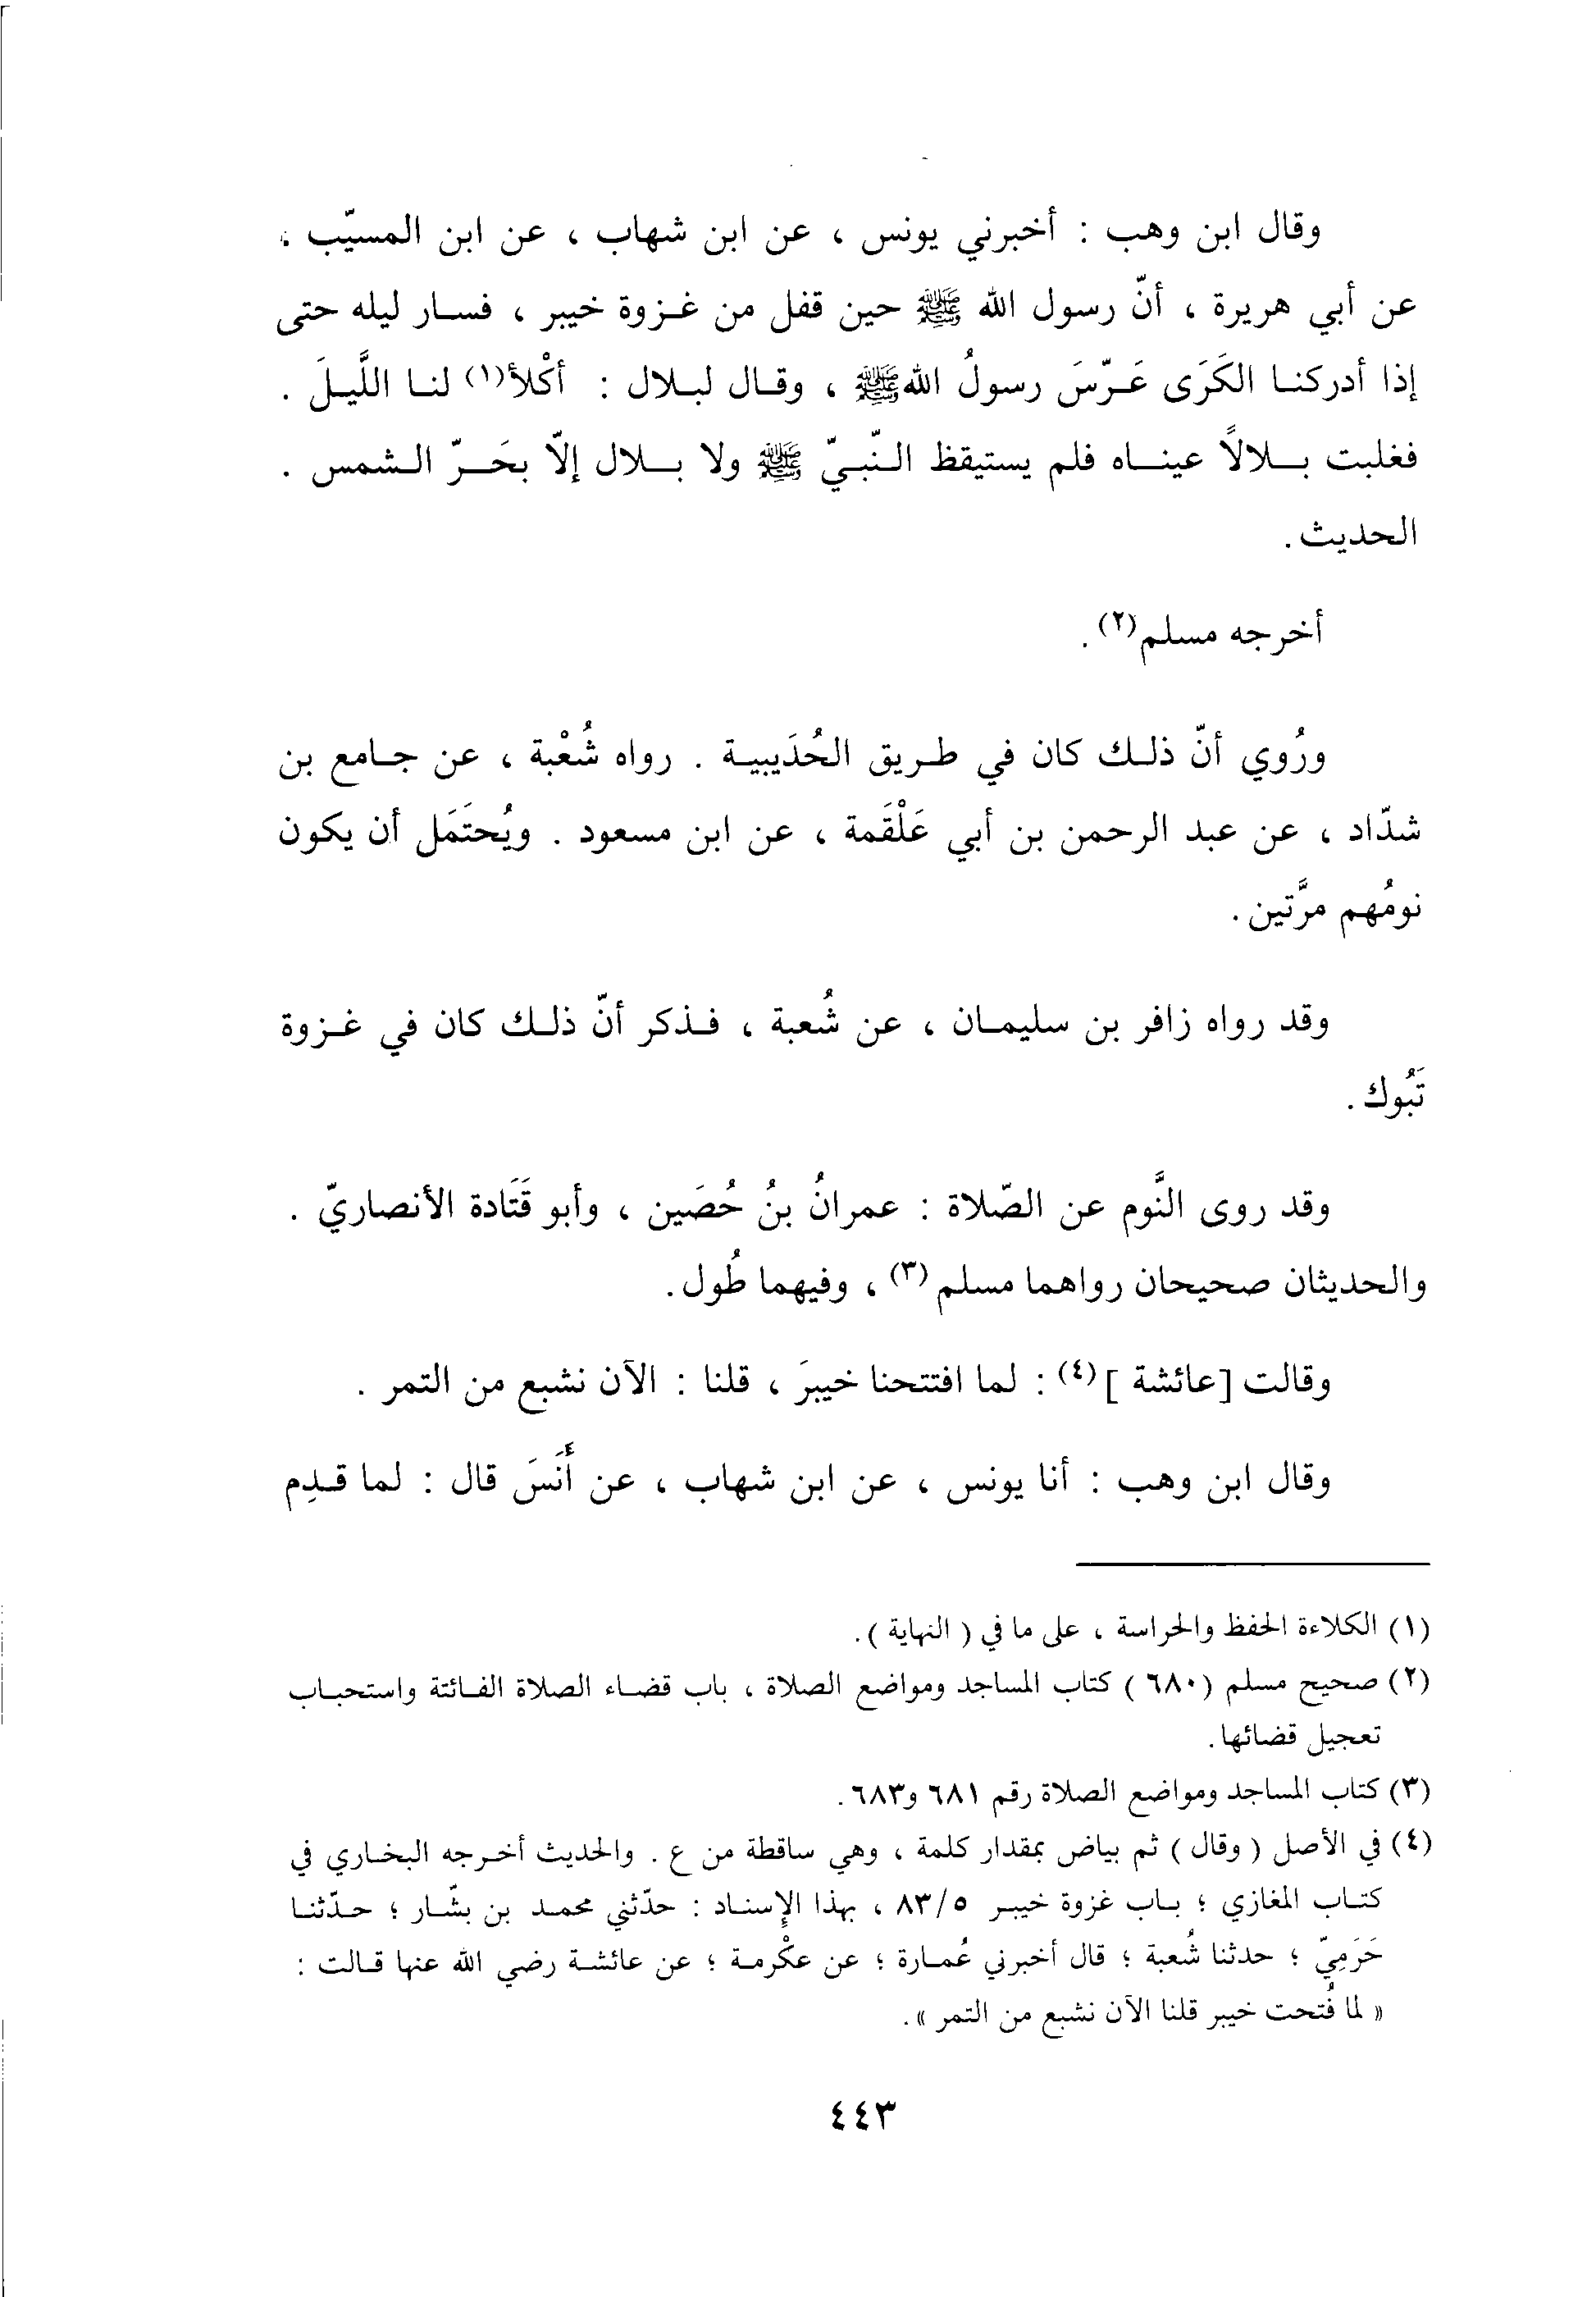 وقال ابن وهب : أخبرني يونس ، عن ابن شهاب ، عن ابن المسيّب ،
عن أبي هريرة ، أنّ رسول الله ﷺ حين قفل من غزوة خيبر ، فسار ليله حتى
إذا أدركنا الكَرَى عَرّسَ رسولُ الله ﷺ ، وقال لبلال : أكْلأ(١) لنا اللَّيلَ .
فغلبت بلالاً عيناه فلم يستيقظ النّبيّ ﷺ ولا بلال إلاّ بحَرّ الشمس .
الحديث .
أخرجه مسلم(٢) .
ورُوي أنّ ذلك كان في طريق الحُدَيبية . رواه شُعْبة ، عن جامع بن
شدّاد ، عن عبد الرحمن بن أبي عَلْقَمة ، عن ابن مسعود . ويُحتَمَل أن يكون
نومُهم مرَّتين .
وقد رواه زافر بن سليمان ، عن شُعبة ، فذكر أنّ ذلك كان في غزوة
تَبُوك .
وقد روى النَّوم عن الصّلاة : عمرانُ بنُ حُصَين ، وأبو قَتَادة الأنصاريّ .
والحديثان صحيحان رواهما مسلم(٣) ، وفيهما طُول .
وقالت [عائشة](٤) : لما افتتحنا خيبرَ ، قلنا : الآن نشبع من التمر .
وقال ابن وهب : أنا يونس ، عن ابن شهاب ، عن أَنَسَ قال : لما قدِم
(١) الكلاءة الحفظ والحراسة ، على ما في ( النهاية ) .
(٢) صحيح مسلم (٦٨٠ ) كتاب المساجد ومواضع الصلاة ، باب قضاء الصلاة الفائتة واستحباب
تعجيل قضائها .
(٣) كتاب المساجد ومواضع الصلاة رقم ٦٨١ و٦٨٣ .
(٤) في الأصل ( وقال ) ثم بياض بمقدار كلمة ، وهي ساقطة من ع . والحديث أخرجه البخاري في
كتاب المغازي ؛ باب غزوة خيبر ٨٣/٥ ، بهذا الإسناد : حدّثني محمد بن بشّار ؛ حدّثنا
حَرَمِيّ ؛ حدثنا شُعبة ؛ قال أخبرني عُمارة ؛ عن عكْرمة ؛ عن عائشة رضي الله عنها قالت :
« لما فُتحت خيبر قلنا الآن نشبع من التمر » .
٤٤٣